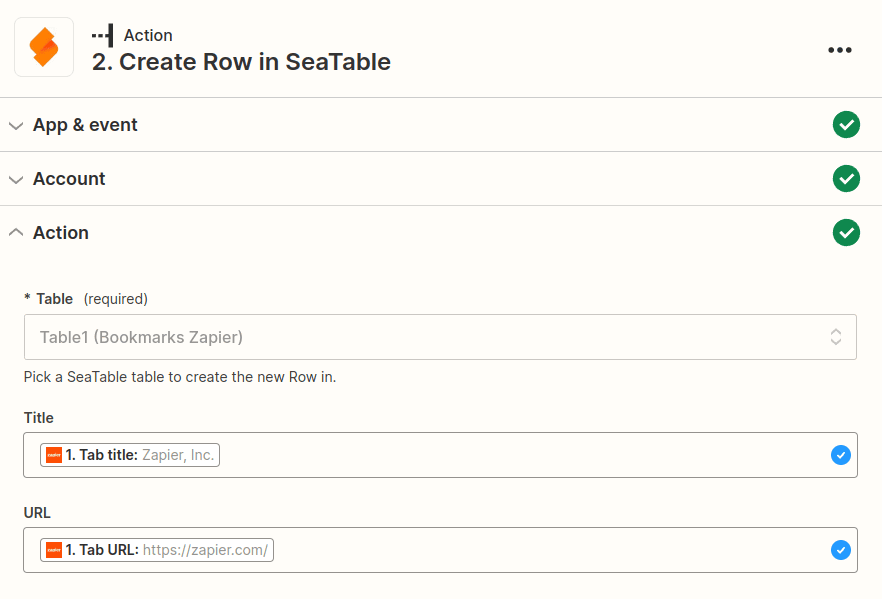 Action
2. Create Row in SeaTable
App & event
Account
Action
* Table (required)
Table1 (Bookmarks Zapier)
Pick a SeaTable table to create the new Row in.
Title
1. Tab title: Zapier, Inc.
URL
1. Tab URL: https://zapier.com/